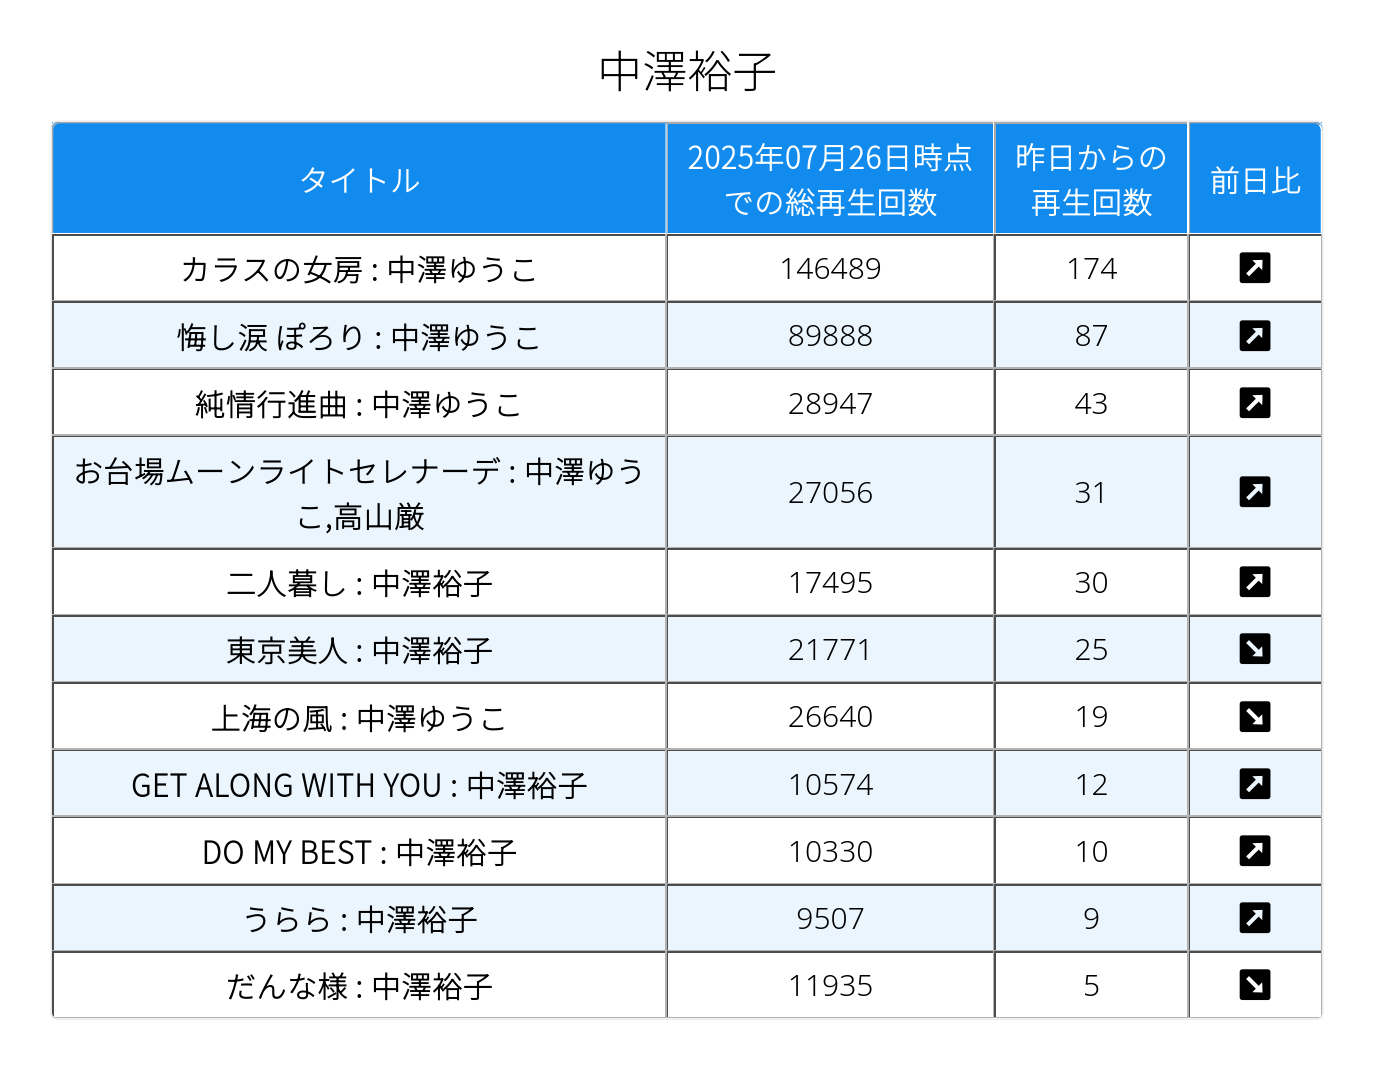 中澤裕子
タイトル
2025年07月26日時点
での総再生回数
昨日からの
再生回数
前日比
カラスの女房 : 中澤ゆうこ
146489
174
悔し涙 ぽろり : 中澤ゆうこ
89888
87
純情行進曲 : 中澤ゆうこ
28947
43
お台場ムーンライトセレナーデ : 中澤ゆう
こ,高山厳
27056
31
二人暮し : 中澤裕子
17495
30
東京美人 : 中澤裕子
21771
25
上海の風 : 中澤ゆうこ
26640
19
GET ALONG WITH YOU : 中澤裕子
10574
12
DO MY BEST : 中澤裕子
10330
10
うらら : 中澤裕子
9507
9
だんな様 : 中澤裕子
11935
5